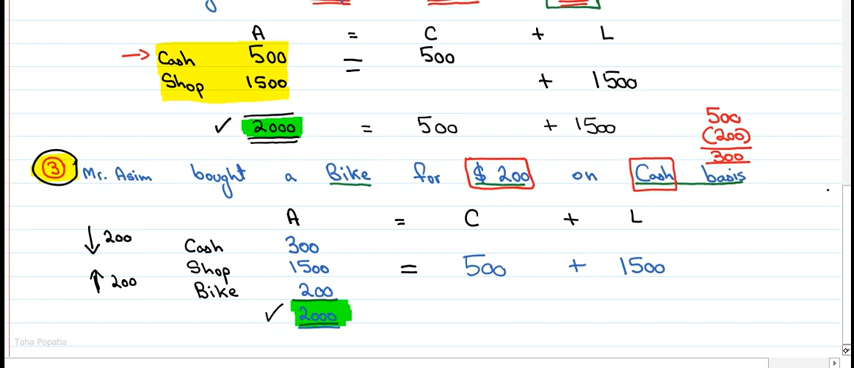 A = C + L
→ Cash 500 = 500
Shop 1500 + 1500
✓ 2000 = 500 + 1500
500
(200)
300
③ Mr. Asim bought a Bike for $ 200 on Cash basis
A = C + L
↓ 200 Cash 300
↑ 200 Shop 1500 = 500 + 1500
Bike 200
✓ 2000
Taha Popatia